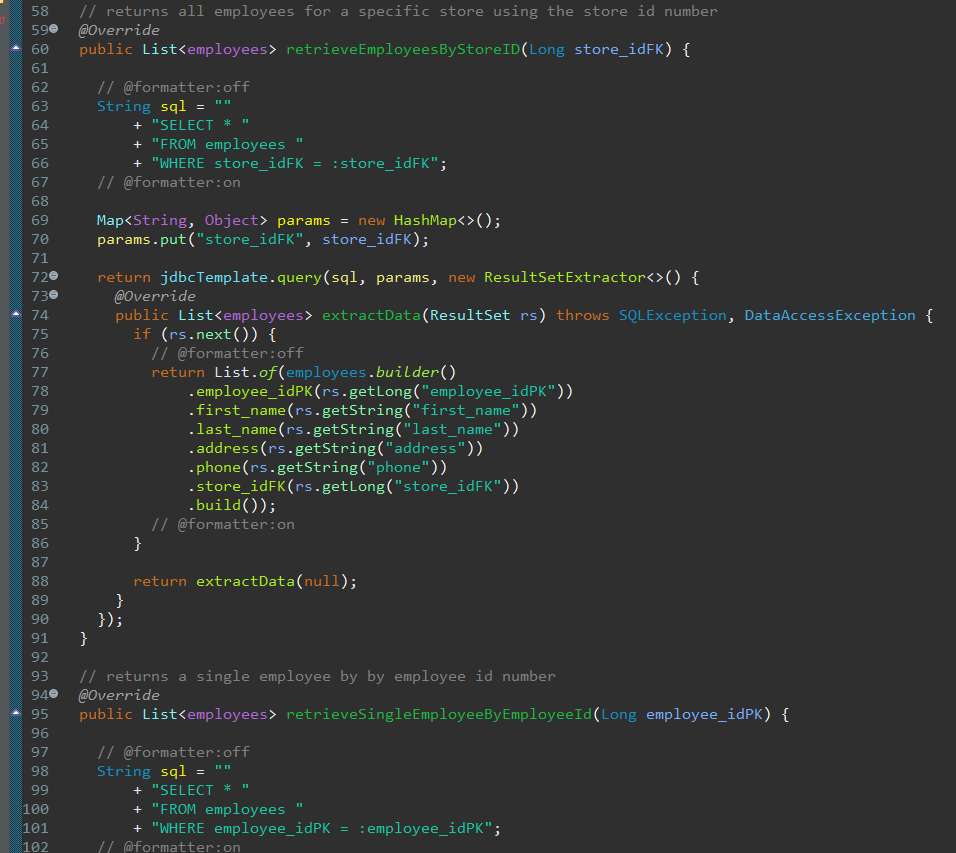 58 // returns all employees for a specific store using the store id number
59 @Override
60 public List<employees> retrieveEmployeesByStoreID(Long store_idFK) {
61
62 // @formatter:off
63 String sql = ""
64 + "SELECT * "
65 + "FROM employees "
66 + "WHERE store_idFK = :store_idFK";
67 // @formatter:on
68
69 Map<String, Object> params = new HashMap<>();
70 params.put("store_idFK", store_idFK);
71
72 return jdbcTemplate.query(sql, params, new ResultSetExtractor<>() {
73 @Override
74 public List<employees> extractData(ResultSet rs) throws SQLException, DataAccessException {
75 if (rs.next()) {
76 // @formatter:off
77 return List.of(employees.builder()
78 .employee_idPK(rs.getLong("employee_idPK"))
79 .first_name(rs.getString("first_name"))
80 .last_name(rs.getString("last_name"))
81 .address(rs.getString("address"))
82 .phone(rs.getString("phone"))
83 .store_idFK(rs.getLong("store_idFK"))
84 .build());
85 // @formatter:on
86 }
87
88 return extractData(null);
89 }
90 });
91 }
92
93 // returns a single employee by by employee id number
94 @Override
95 public List<employees> retrieveSingleEmployeeByEmployeeId(Long employee_idPK) {
96
97 // @formatter:off
98 String sql = ""
99 + "SELECT * "
100 + "FROM employees "
101 + "WHERE employee_idPK = :employee_idPK";
102 // @formatter:on